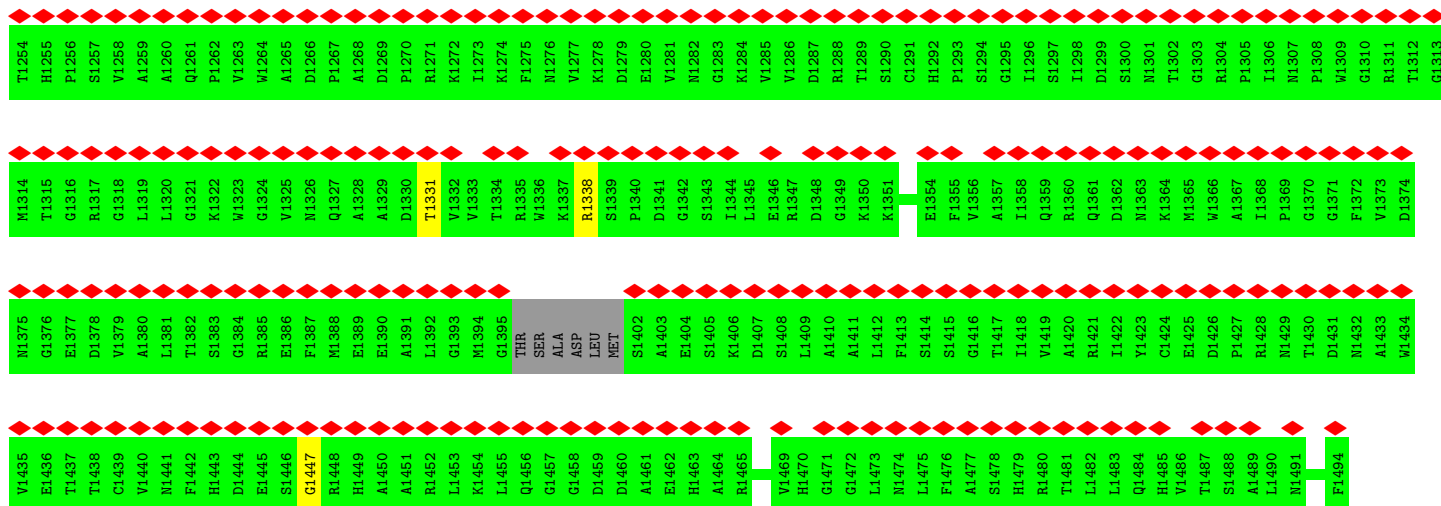 T1254 H1255 P1256 S1257 V1258 A1259 A1260 Q1261 P1262 V1263 W1264 A1265 D1266 P1267 A1268 D1269 P1270 R1271 K1272 I1273 K1274 F1275 N1276 V1277 K1278 D1279 E1280 V1281 N1282 G1283 K1284 V1285 V1286 D1287 R1288 T1289 S1290 C1291 H1292 P1293 S1294 G1295 I1296 S1297 I1298 D1299 S1300 N1301 T1302 G1303 R1304 P1305 I1306 N1307 P1308 W1309 G1310 R1311 T1312 G1313
M1314 T1315 G1316 R1317 G1318 L1319 L1320 G1321 K1322 W1323 G1324 V1325 N1326 Q1327 A1328 A1329 D1330 T1331 V1332 V1333 T1334 R1335 W1336 K1337 R1338 S1339 P1340 D1341 G1342 S1343 I1344 L1345 E1346 R1347 D1348 G1349 K1350 K1351 E1354 F1355 V1356 A1357 I1358 Q1359 R1360 Q1361 D1362 N1363 K1364 M1365 W1366 A1367 I1368 P1369 G1370 G1371 F1372 V1373 D1374
N1375 G1376 E1377 D1378 V1379 A1380 L1381 T1382 S1383 G1384 R1385 E1386 F1387 M1388 E1389 E1390 A1391 L1392 G1393 M1394 G1395 THR SER ALA ASP LEU MET S1402 A1403 E1404 S1405 K1406 D1407 S1408 L1409 A1410 A1411 L1412 F1413 S1414 S1415 G1416 T1417 I1418 V1419 A1420 R1421 I1422 Y1423 C1424 E1425 D1426 P1427 R1428 N1429 T1430 D1431 N1432 A1433 W1434
V1435 E1436 T1437 T1438 C1439 V1440 N1441 F1442 H1443 D1444 E1445 S1446 G1447 R1448 H1449 A1450 A1451 R1452 L1453 K1454 L1455 Q1456 G1457 G1458 D1459 D1460 A1461 E1462 H1463 A1464 R1465 V1469 H1470 G1471 G1472 L1473 N1474 L1475 F1476 A1477 S1478 H1479 R1480 T1481 L1482 L1483 Q1484 H1485 V1486 T1487 S1488 A1489 L1490 N1491 F1494